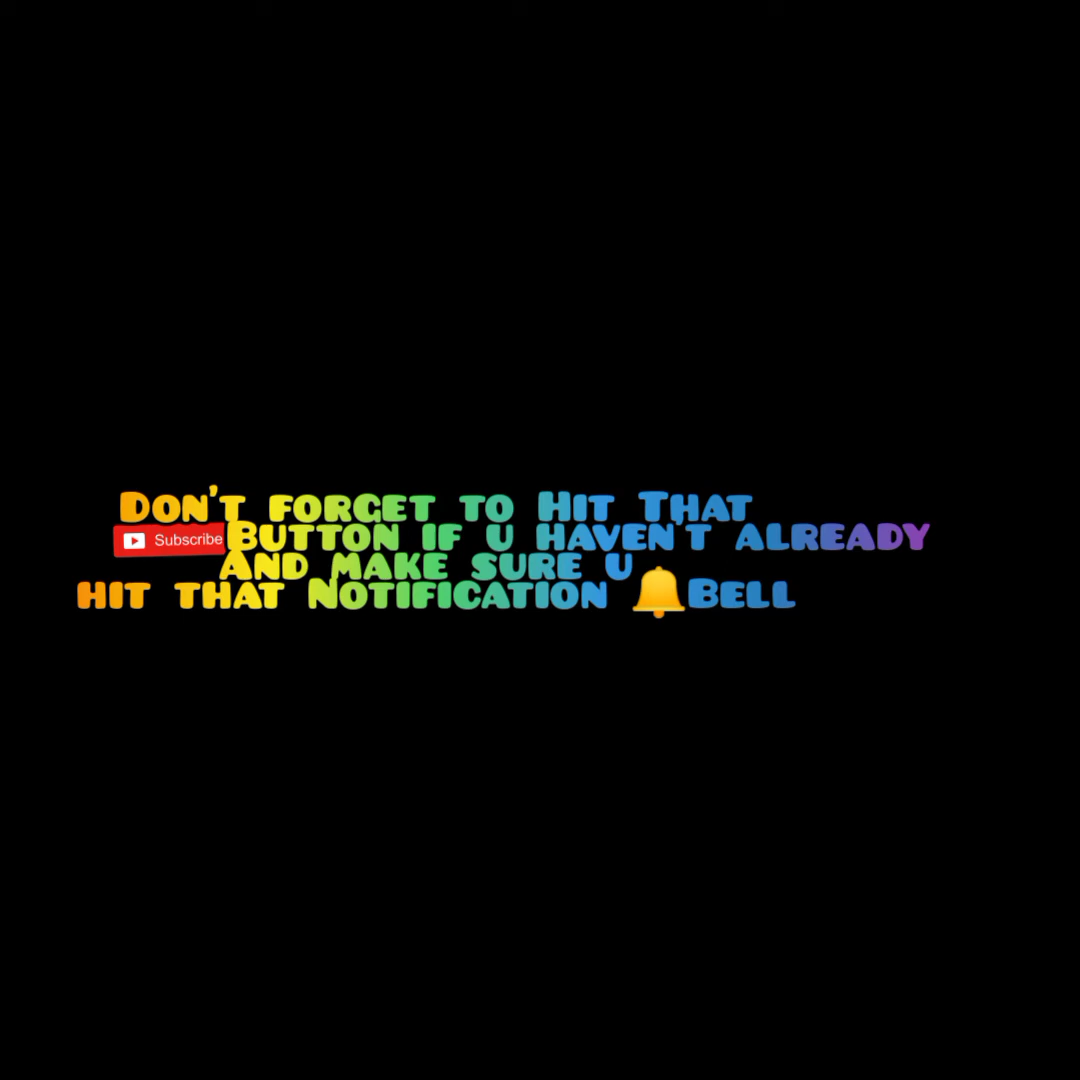 Don't forget to Hit That
Subscribe Button if u haven't already
And make sure u
hit that Notification 🔔Bell